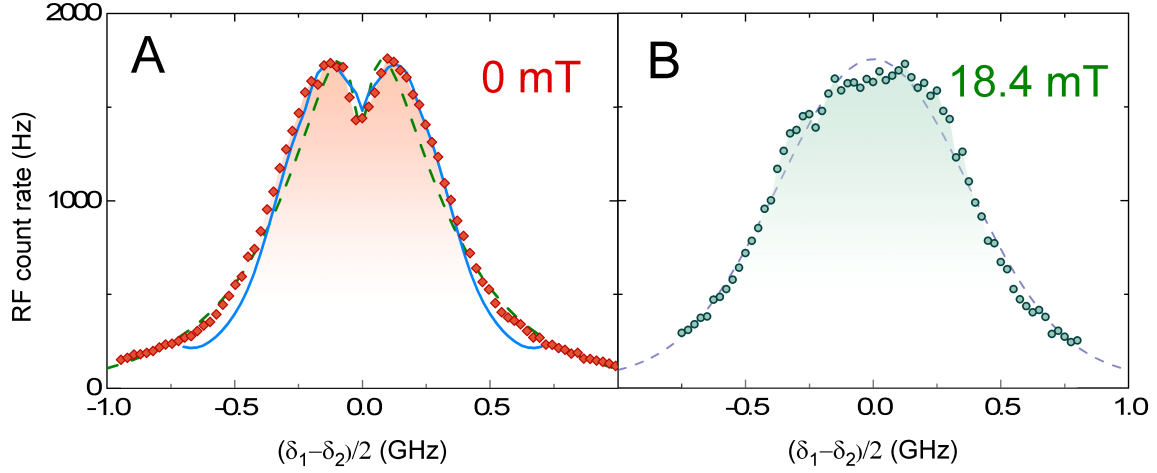 2000
1000
0
RF count rate (Hz)
A
0 mT
B
18.4 mT
-1.0 -0.5 0.0 0.5
-0.5 0.0 0.5 1.0
(δ₁−δ₂)/2 (GHz)
(δ₁−δ₂)/2 (GHz)